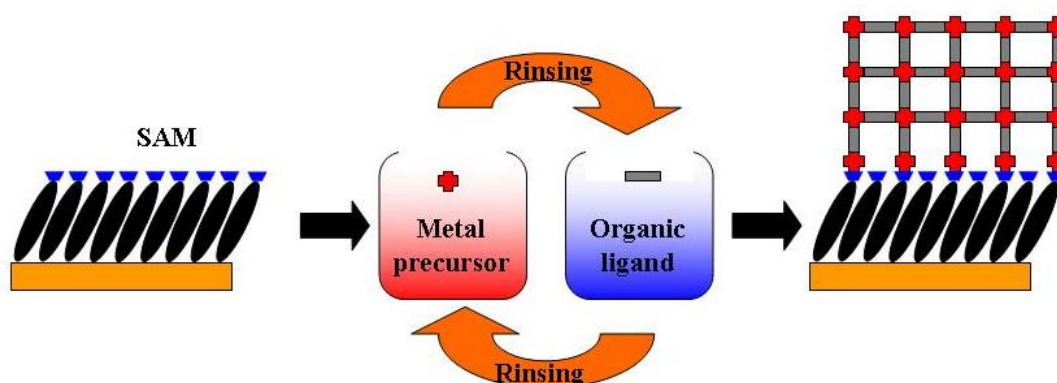 Rinsing
SAM
Metal
precursor
Organic
ligand
Rinsing